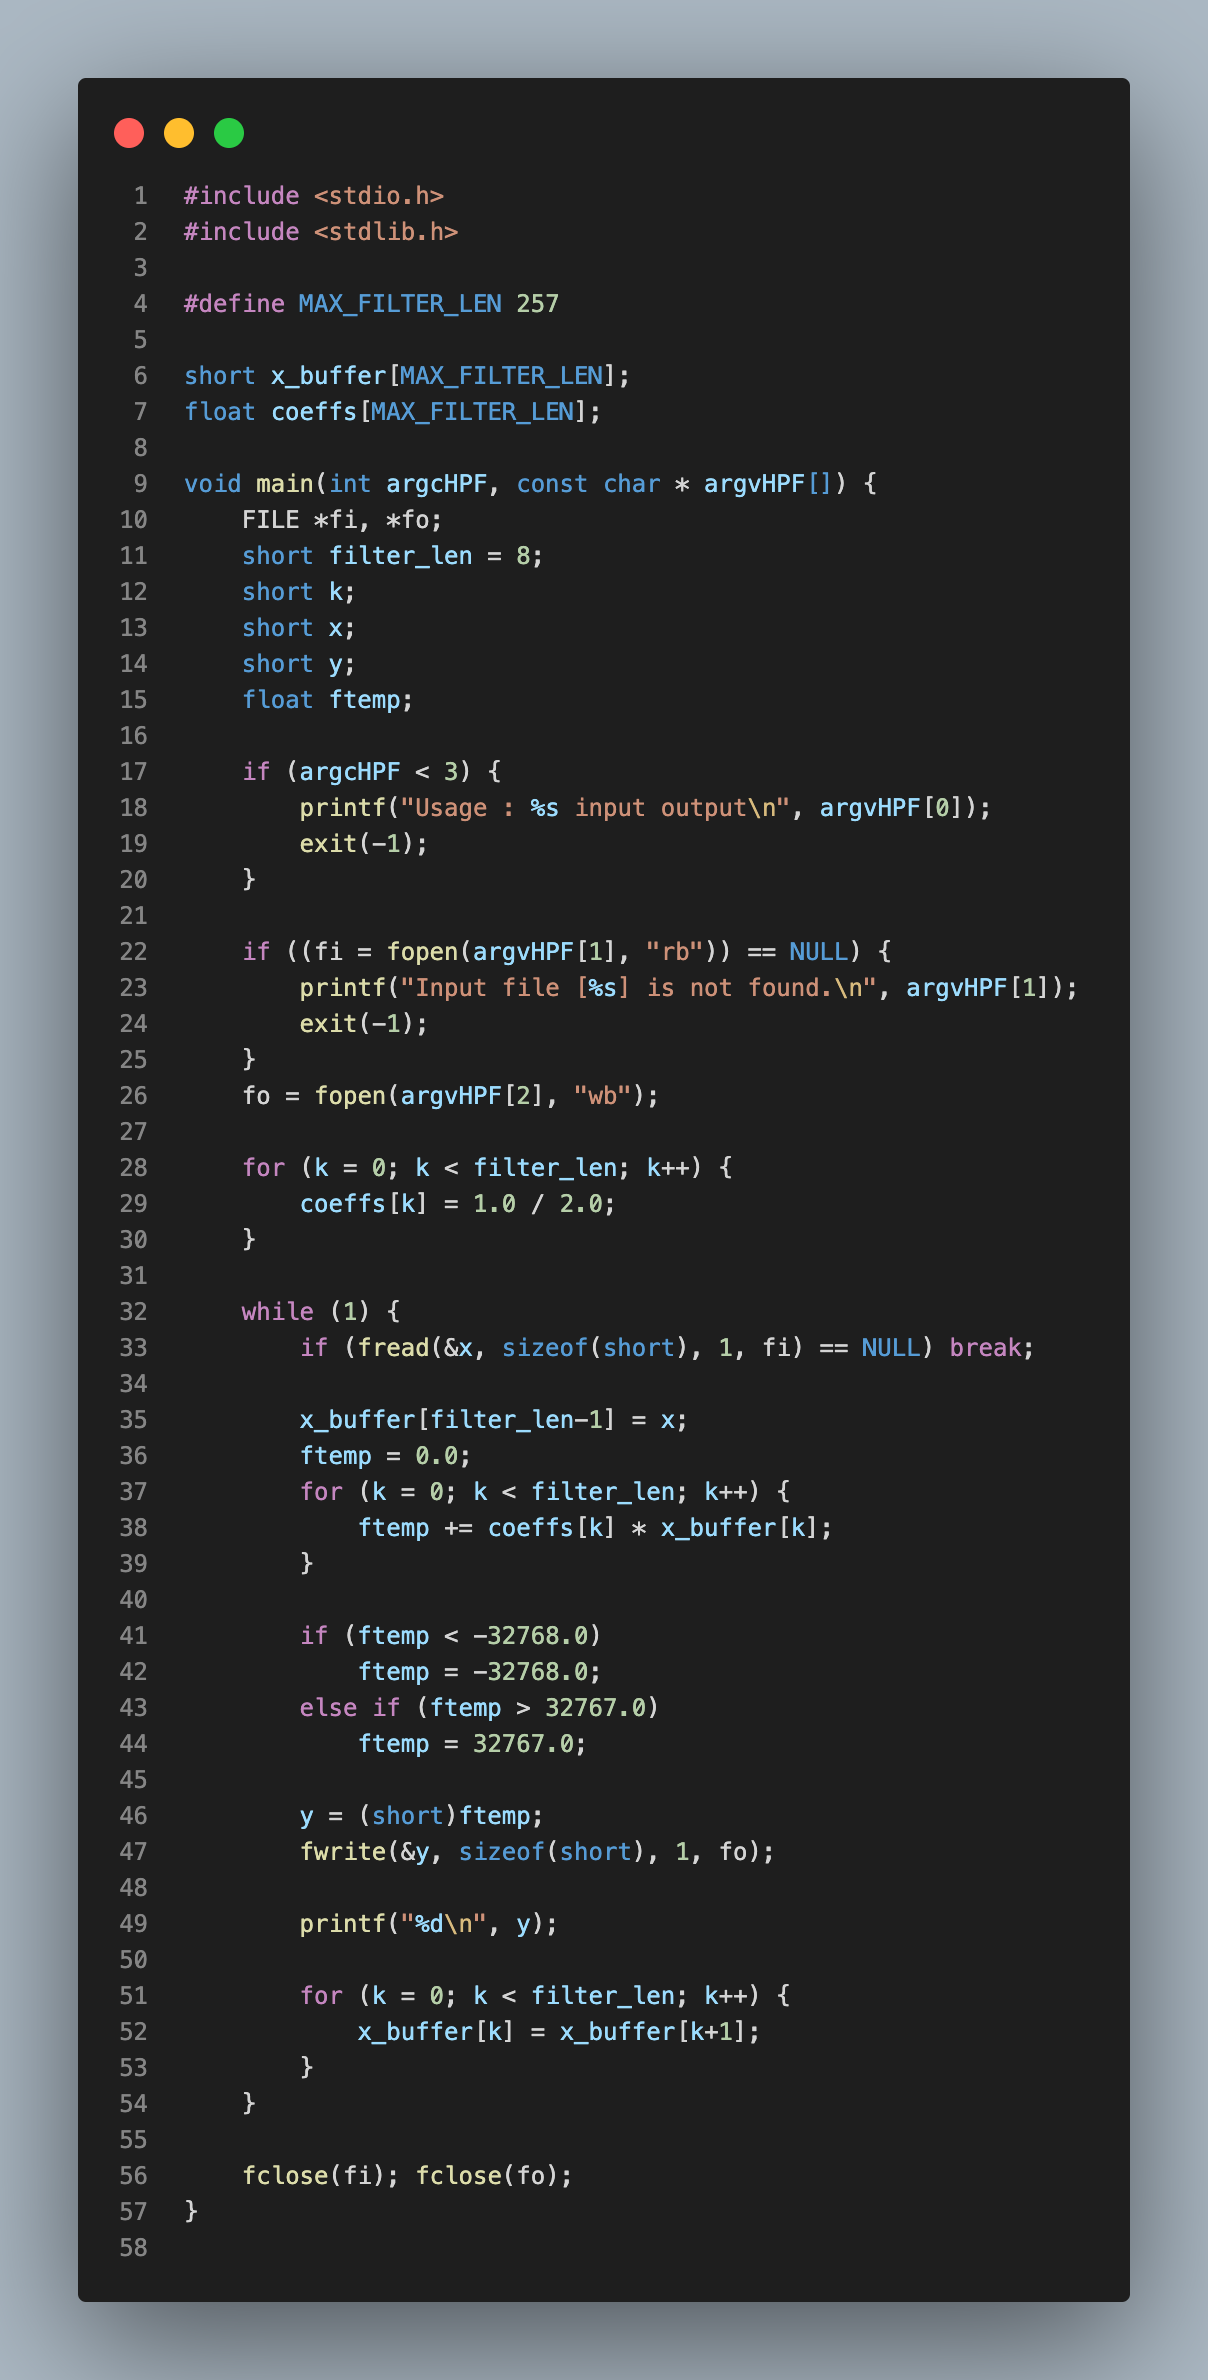 1 #include <stdio.h>
2 #include <stdlib.h>
3
4 #define MAX_FILTER_LEN 257
5
6 short x_buffer[MAX_FILTER_LEN];
7 float coeffs[MAX_FILTER_LEN];
8
9 void main(int argcHPF, const char * argvHPF[]) {
10     FILE *fi, *fo;
11     short filter_len = 8;
12     short k;
13     short x;
14     short y;
15     float ftemp;
16
17     if (argcHPF < 3) {
18         printf("Usage : %s input output\n", argvHPF[0]);
19         exit(-1);
20     }
21
22     if ((fi = fopen(argvHPF[1], "rb")) == NULL) {
23         printf("Input file [%s] is not found.\n", argvHPF[1]);
24         exit(-1);
25     }
26     fo = fopen(argvHPF[2], "wb");
27
28     for (k = 0; k < filter_len; k++) {
29         coeffs[k] = 1.0 / 2.0;
30     }
31
32     while (1) {
33         if (fread(&x, sizeof(short), 1, fi) == NULL) break;
34
35         x_buffer[filter_len-1] = x;
36         ftemp = 0.0;
37         for (k = 0; k < filter_len; k++) {
38             ftemp += coeffs[k] * x_buffer[k];
39         }
40
41         if (ftemp < -32768.0)
42             ftemp = -32768.0;
43         else if (ftemp > 32767.0)
44             ftemp = 32767.0;
45
46         y = (short)ftemp;
47         fwrite(&y, sizeof(short), 1, fo);
48
49         printf("%d\n", y);
50
51         for (k = 0; k < filter_len; k++) {
52             x_buffer[k] = x_buffer[k+1];
53         }
54     }
55
56     fclose(fi); fclose(fo);
57 }
58